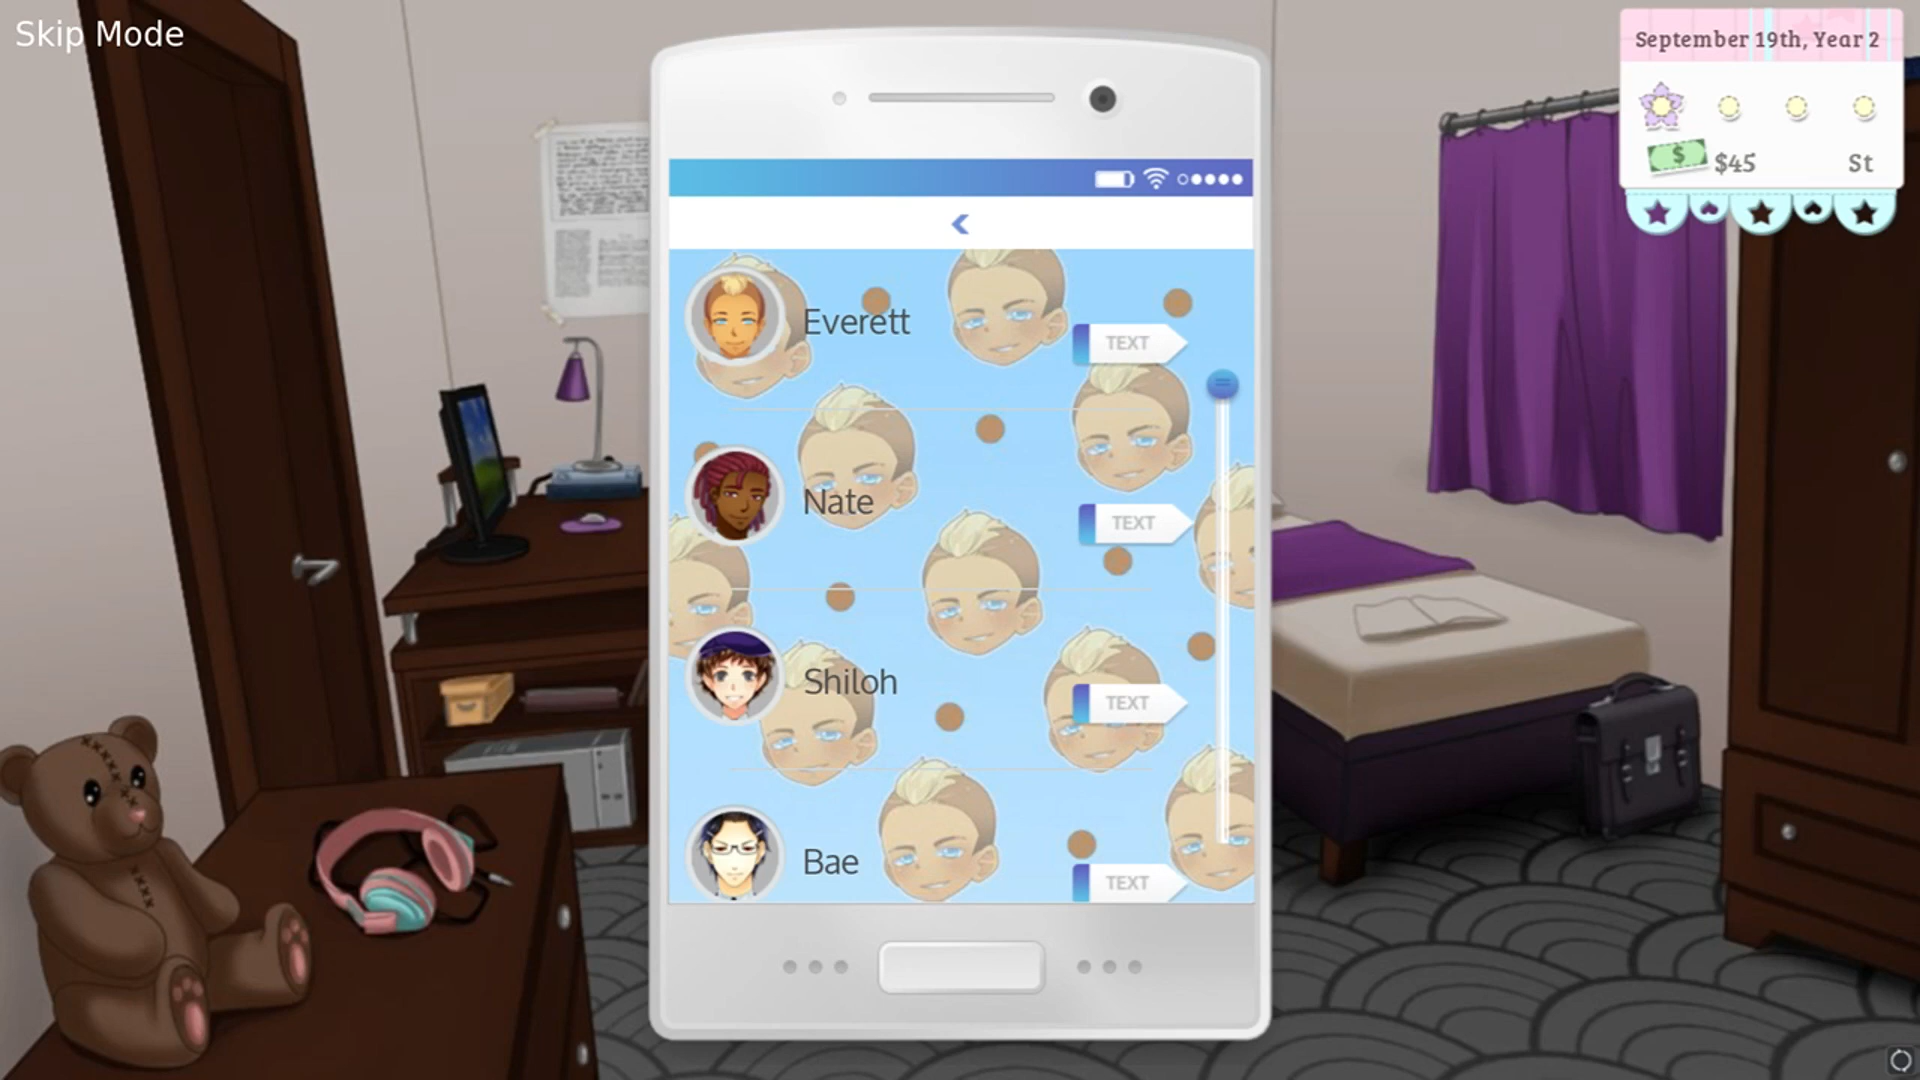 Skip Mode
September 19th, Year 2
$45
St
Everett
TEXT
Nate
TEXT
Shiloh
TEXT
Bae
TEXT